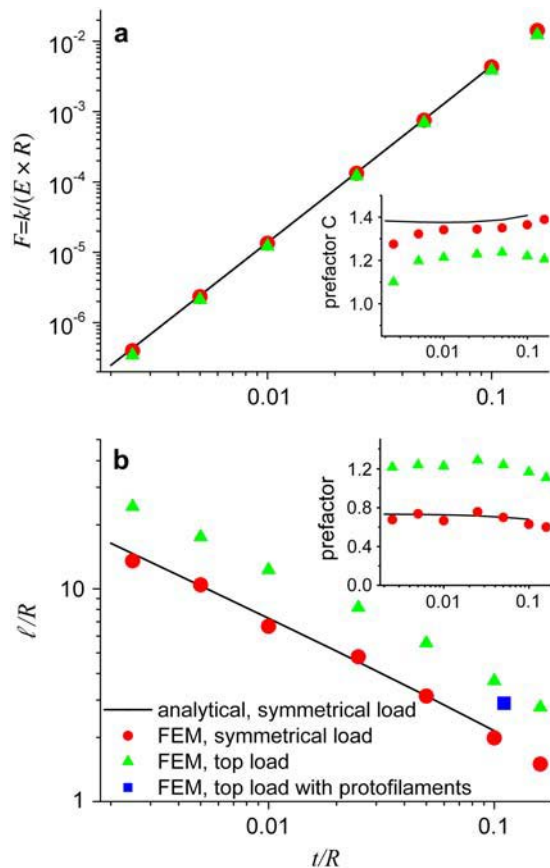 a
F=k/(E × R)
10⁻²
10⁻³
10⁻⁴
10⁻⁵
10⁻⁶
0.01
0.1
prefactor C
1.4
1.2
1.0
0.01
0.1
b
ℓ/R
10
1
prefactor
1.2
0.8
0.4
0.0
0.01
0.1
analytical, symmetrical load
FEM, symmetrical load
FEM, top load
FEM, top load with protofilaments
0.01
0.1
t/R